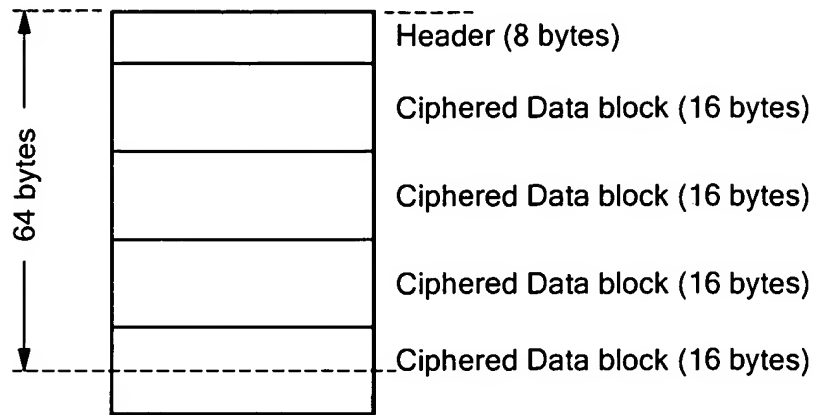 Header (8 bytes)
Ciphered Data block (16 bytes)
Ciphered Data block (16 bytes)
64 bytes
Ciphered Data block (16 bytes)
Ciphered Data block (16 bytes)